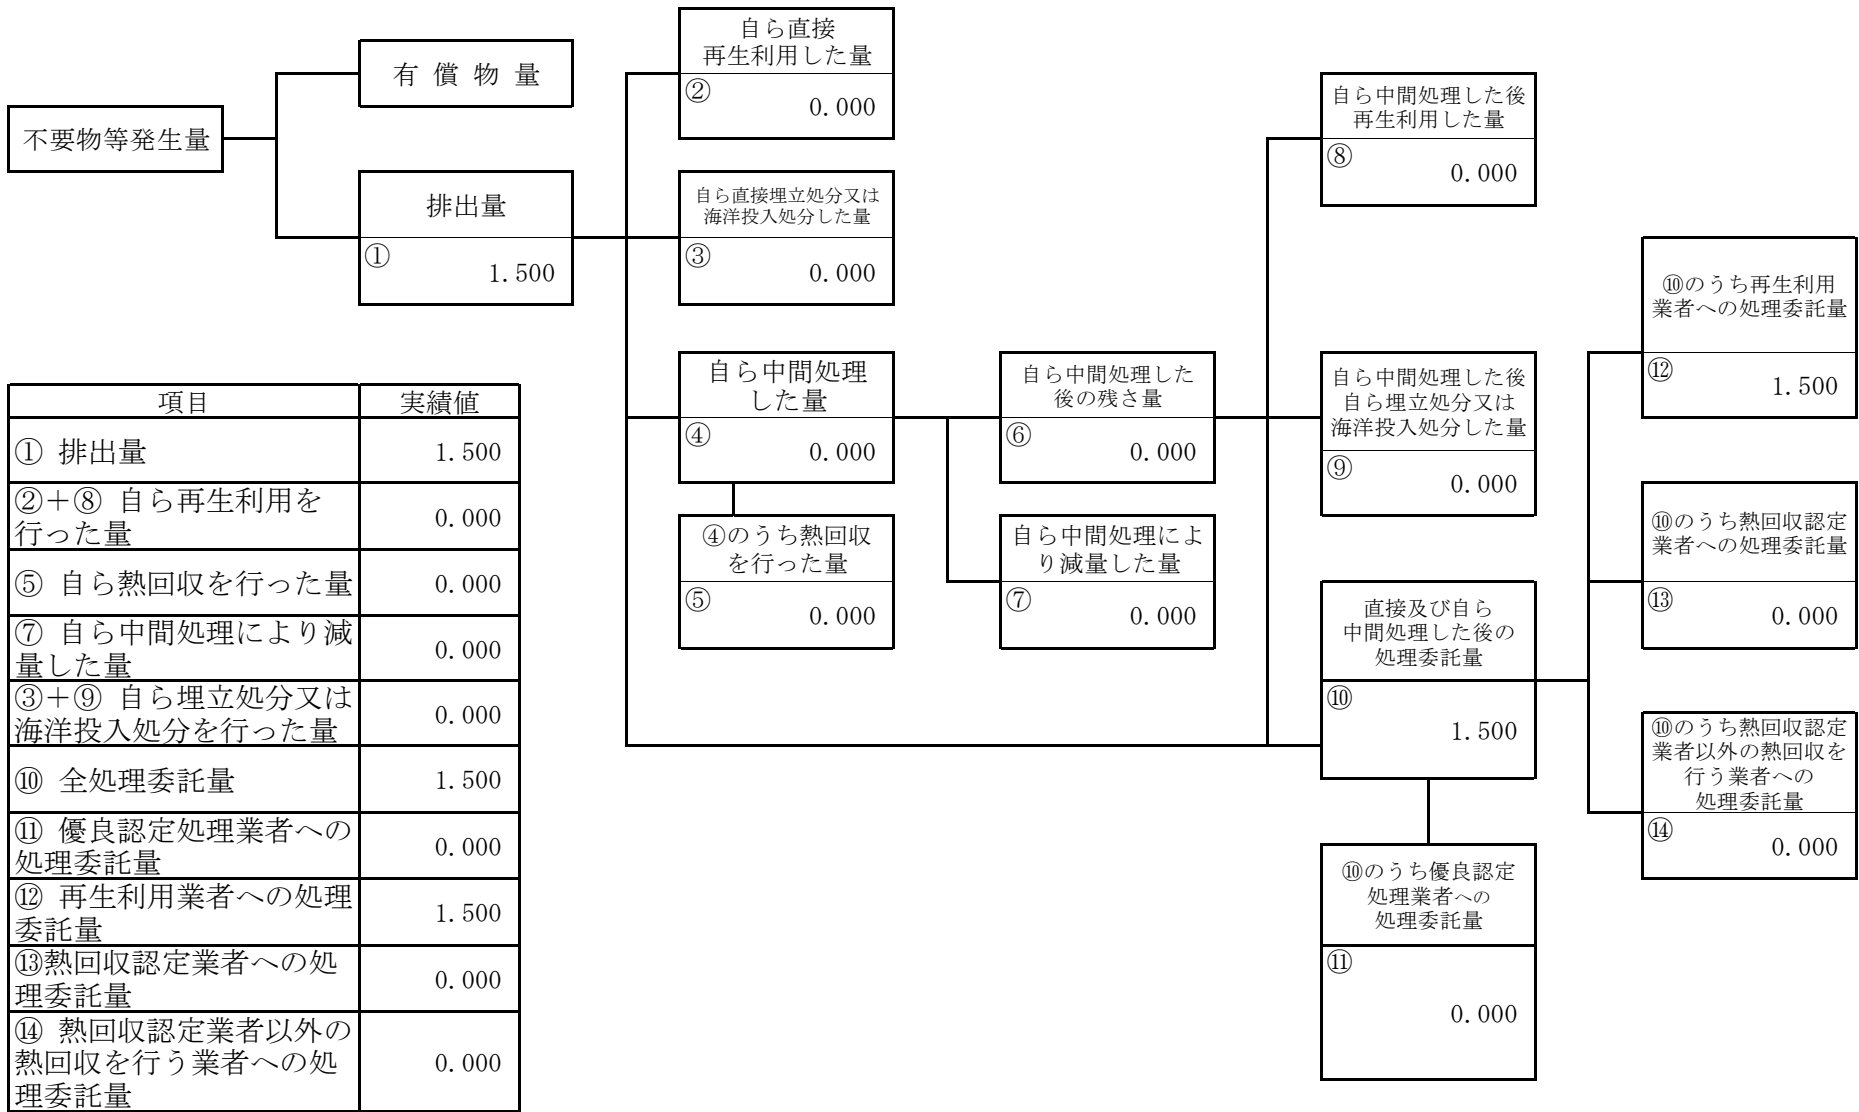 不要物等発生量
有 償 物 量
排出量
①
1.500
自ら直接
再生利用した量
②
0.000
自ら直接埋立処分又は
海洋投入処分した量
③
0.000
自ら中間処理
した量
④
0.000
④のうち熱回収
を行った量
⑤
0.000
自ら中間処理した
後の残さ量
⑥
0.000
自ら中間処理によ
り減量した量
⑦
0.000
自ら中間処理した後
再生利用した量
⑧
0.000
自ら中間処理した後
自ら埋立処分又は
海洋投入処分した量
⑨
0.000
直接及び自ら
中間処理した後の
処理委託量
⑩
1.500
⑩のうち優良認定
処理業者への
処理委託量
⑪
0.000
⑩のうち再生利用
業者への処理委託量
⑫
1.500
⑩のうち熱回収認定
業者への処理委託量
⑬
0.000
⑩のうち熱回収認定
業者以外の熱回収を
行う業者への
処理委託量
⑭
0.000
項目 実績値
① 排出量 1.500
②＋⑧ 自ら再生利用を
行った量 0.000
⑤ 自ら熱回収を行った量 0.000
⑦ 自ら中間処理により減
量した量 0.000
③＋⑨ 自ら埋立処分又は
海洋投入処分を行った量 0.000
⑩ 全処理委託量 1.500
⑪ 優良認定処理業者への
処理委託量 0.000
⑫ 再生利用業者への処理
委託量 1.500
⑬熱回収認定業者への処
理委託量 0.000
⑭ 熱回収認定業者以外の
熱回収を行う業者への処
理委託量 0.000